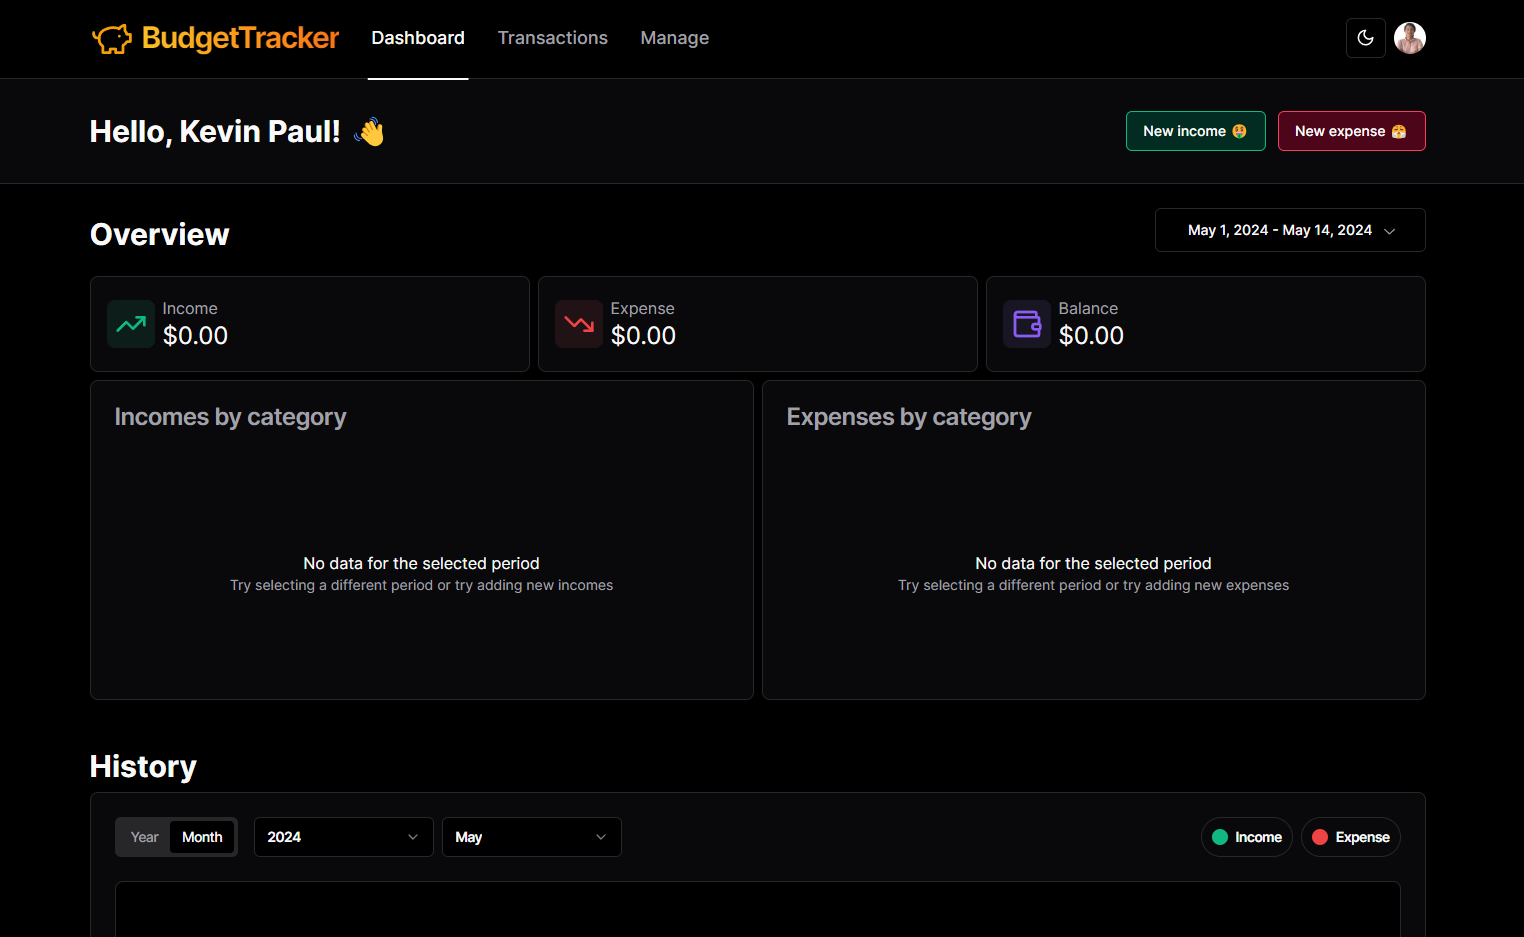 BudgetTracker
Dashboard
Transactions
Manage
Hello, Kevin Paul! 👋
New income 🤑
New expense 😤
Overview
May 1, 2024 - May 14, 2024
Income
$0.00
Expense
$0.00
Balance
$0.00
Incomes by category
No data for the selected period
Try selecting a different period or try adding new incomes
Expenses by category
No data for the selected period
Try selecting a different period or try adding new expenses
History
Year
Month
2024
May
Income
Expense